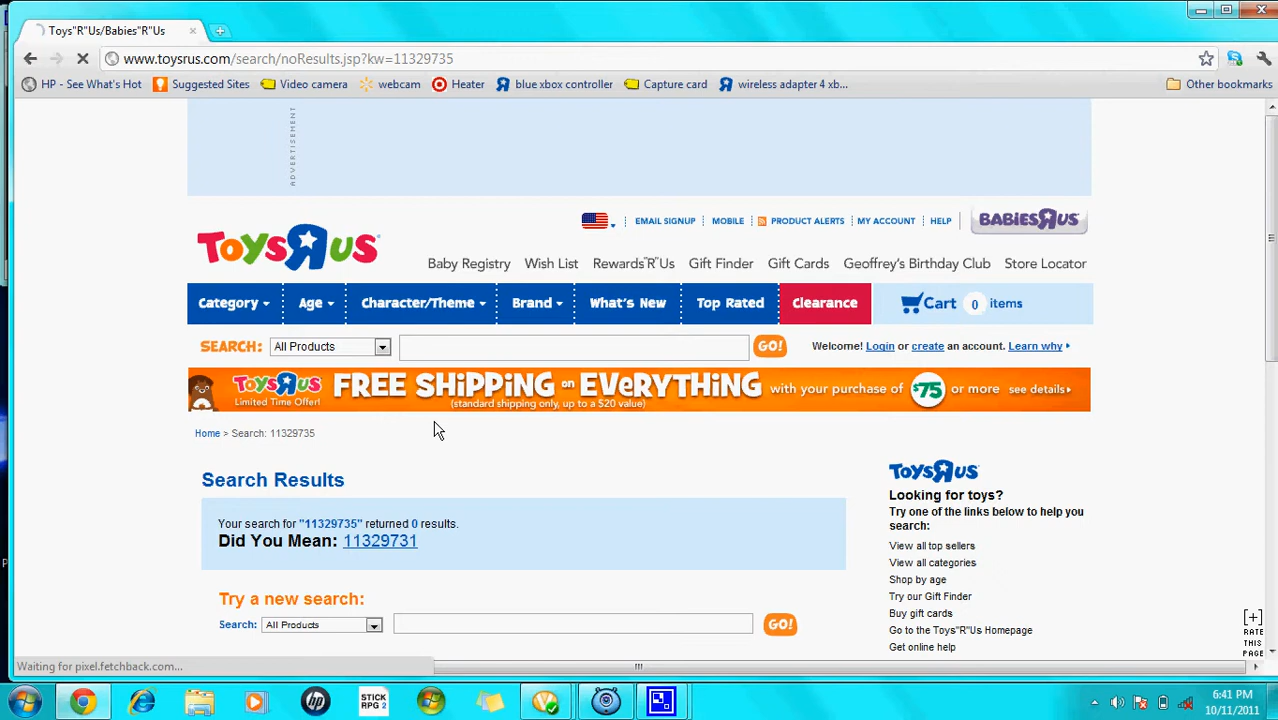 Toys"R"Us/Babies"R"Us
www.toysrus.com/search/noResults.jsp?kw=11329735
HP - See What's Hot Suggested Sites Video camera webcam Heater blue xbox controller Capture card wireless adapter 4 xb... Other bookmarks
ADVERTISEMENT
EMAIL SIGNUP MOBILE PRODUCT ALERTS MY ACCOUNT HELP BABIES"R"US
TOYS"R"US
Baby Registry Wish List Rewards"R"Us Gift Finder Gift Cards Geoffrey's Birthday Club Store Locator
Category Age Character/Theme Brand What's New Top Rated Clearance Cart 0 items
SEARCH: All Products GO! Welcome! Login or create an account. Learn why
TOYS"R"US Limited Time Offer! FREE SHiPPiNG on EVeRYTHiNG with your purchase of $75 or more see details
(standard shipping only, up to a $20 value)
Home > Search: 11329735
Search Results
Your search for "11329735" returned 0 results.
Did You Mean: 11329731
Try a new search:
Search: All Products GO!
TOYS"R"US
Looking for toys?
Try one of the links below to help you
search:
View all top sellers
View all categories
Shop by age
Try our Gift Finder
Buy gift cards
Go to the Toys"R"Us Homepage
Get online help
[+]
RATE
THIS
PAGE
Waiting for pixel.fetchback.com...
hp
STICK
RPG 2
6:41 PM
10/11/2011